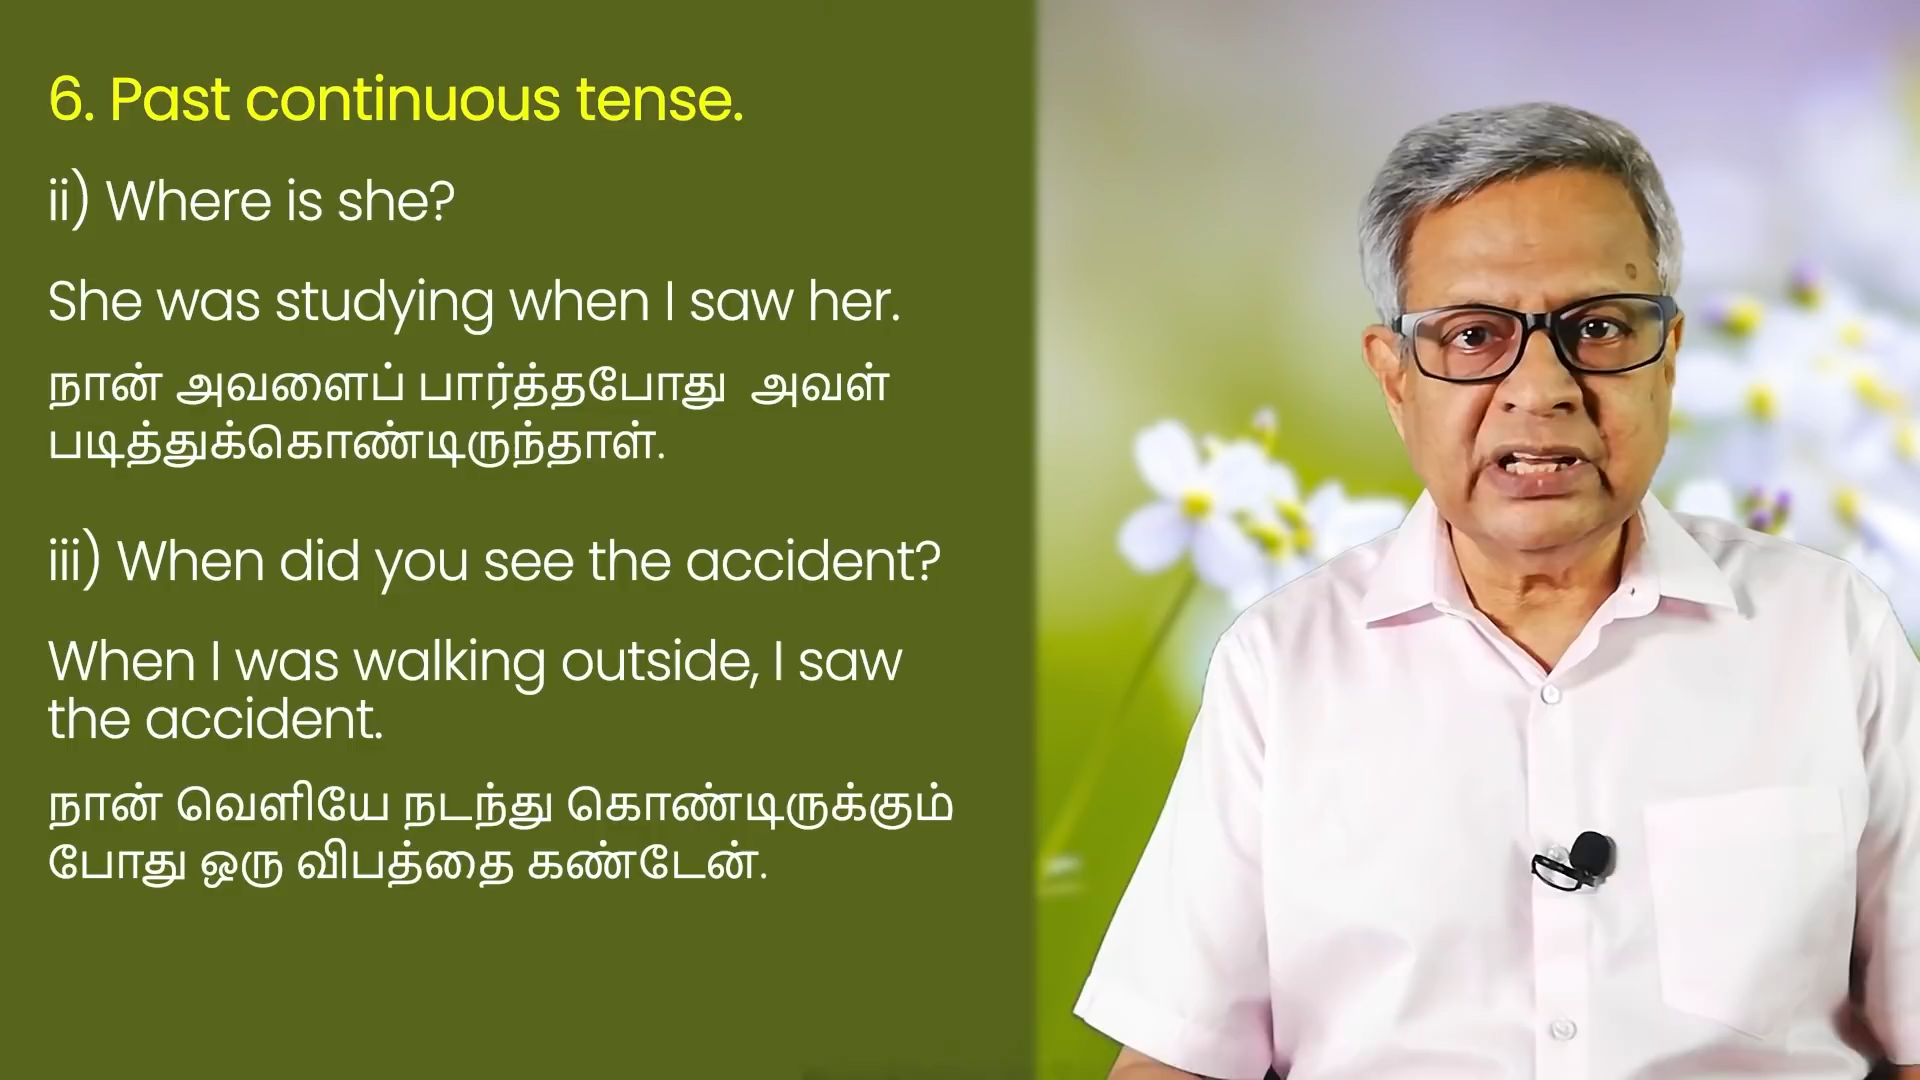 6. Past continuous tense.
ii) Where is she?
She was studying when I saw her.
நான் அவளைப் பார்த்தபோது அவள்
படித்துக்கொண்டிருந்தாள்.
iii) When did you see the accident?
When I was walking outside, I saw
the accident.
நான் வெளியே நடந்து கொண்டிருக்கும்
போது ஒரு விபத்தை கண்டேன்.